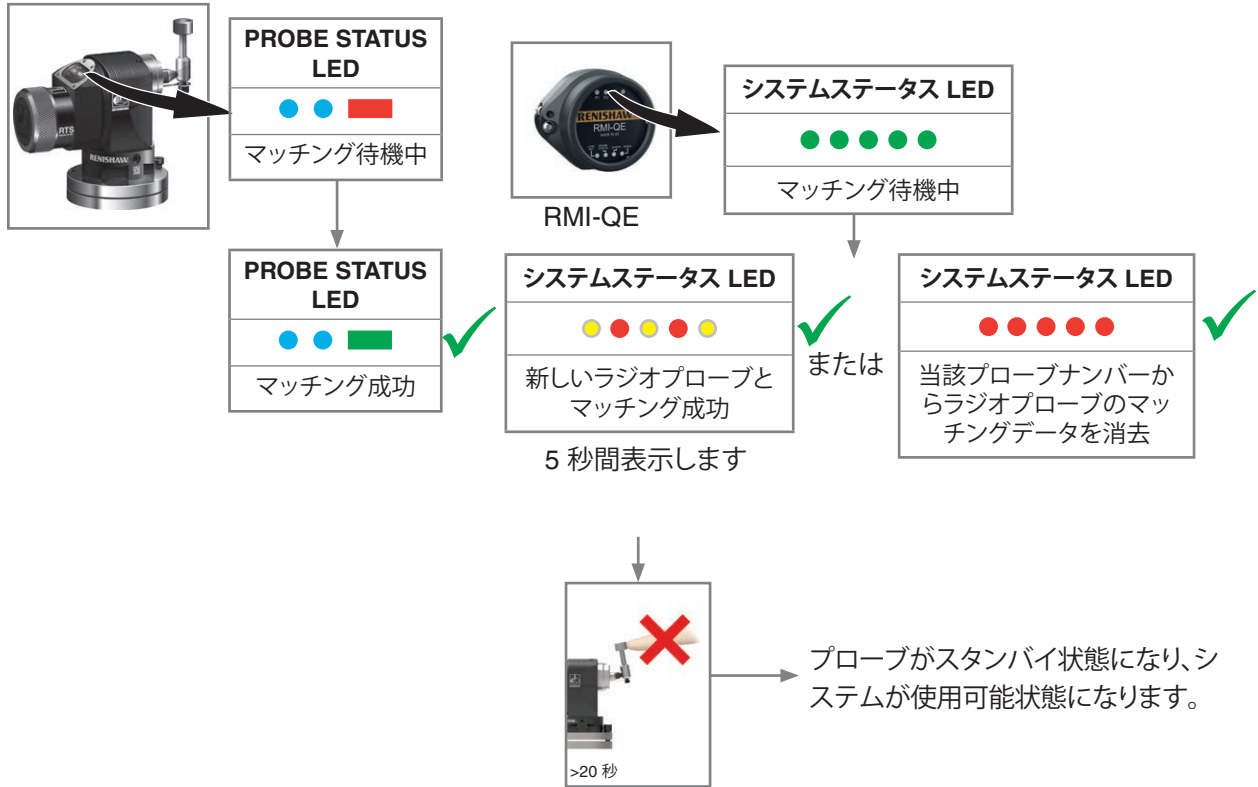 PROBE STATUS
LED
マッチング待機中
RTS
RENISHAW
RENISHAW
RMI-QE
RMI-QE
システムステータス LED
マッチング待機中
PROBE STATUS
LED
マッチング成功
システムステータス LED
新しいラジオプローブと
マッチング成功
5 秒間表示します
または
システムステータス LED
当該プローブナンバーか
らラジオプローブのマッ
チングデータを消去
>20 秒
プローブがスタンバイ状態になり、シ
ステムが使用可能状態になります。